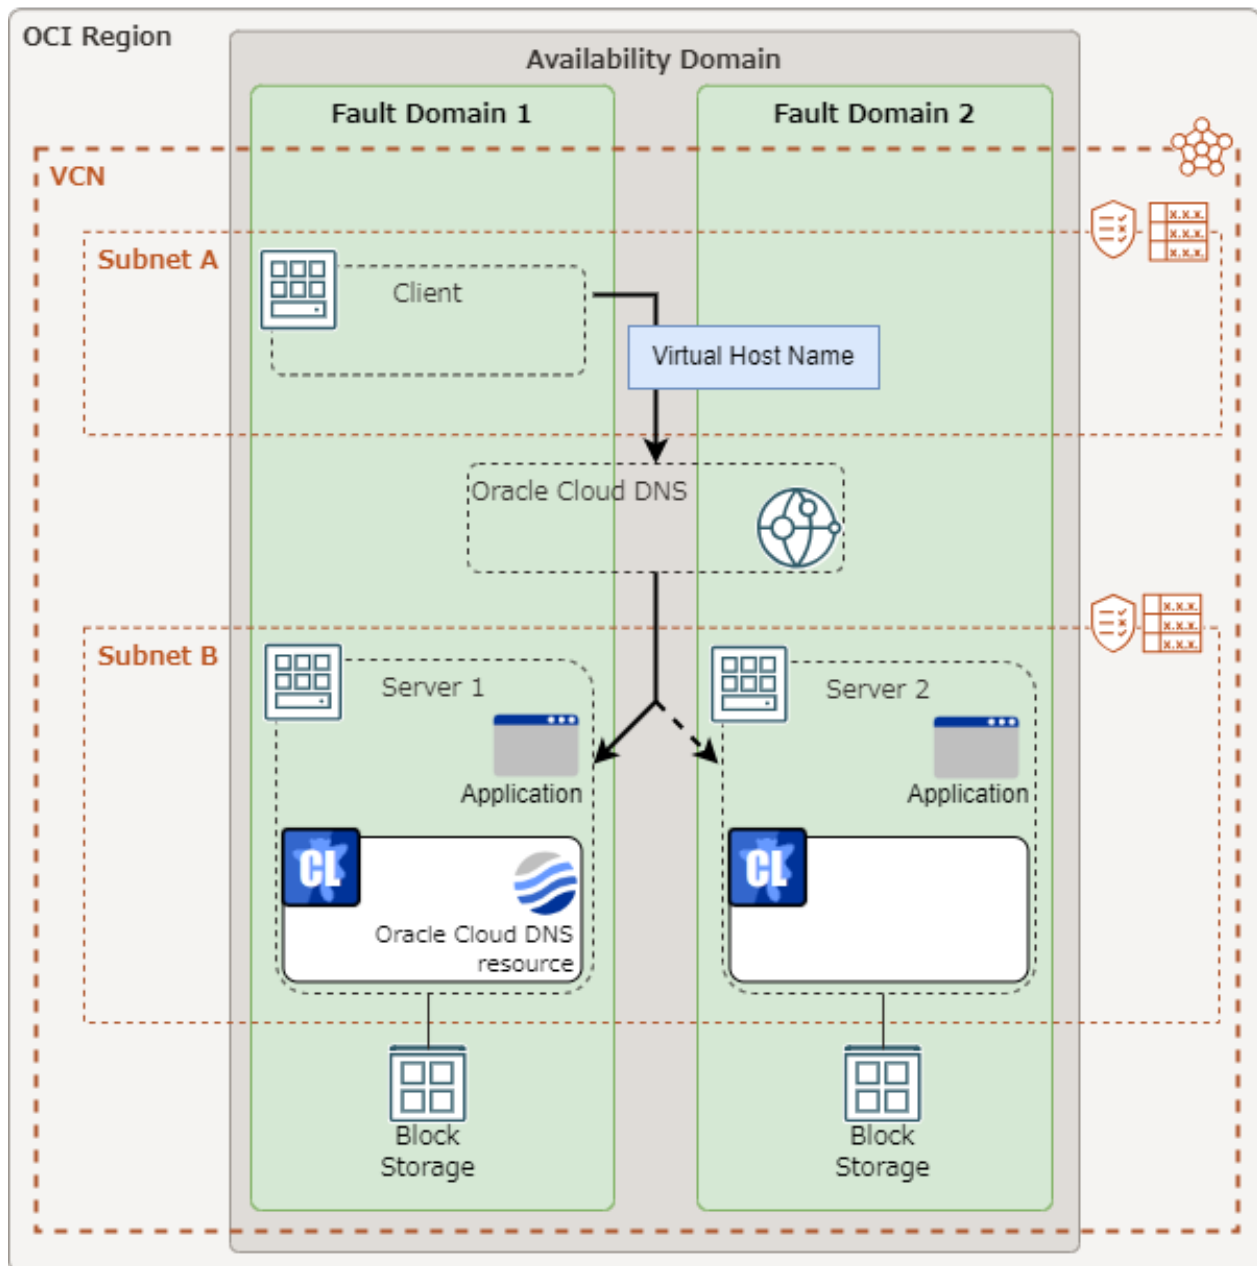 OCI Region
Availability Domain
Fault Domain 1
Fault Domain 2
VCN
x.x.x.
x.x.x.
x.x.x.
Subnet A
Client
Virtual Host Name
Oracle Cloud DNS
x.x.x.
x.x.x.
x.x.x.
Subnet B
Server 1
Server 2
Application
Application
CL
CL
Oracle Cloud DNS
resource
Block
Storage
Block
Storage